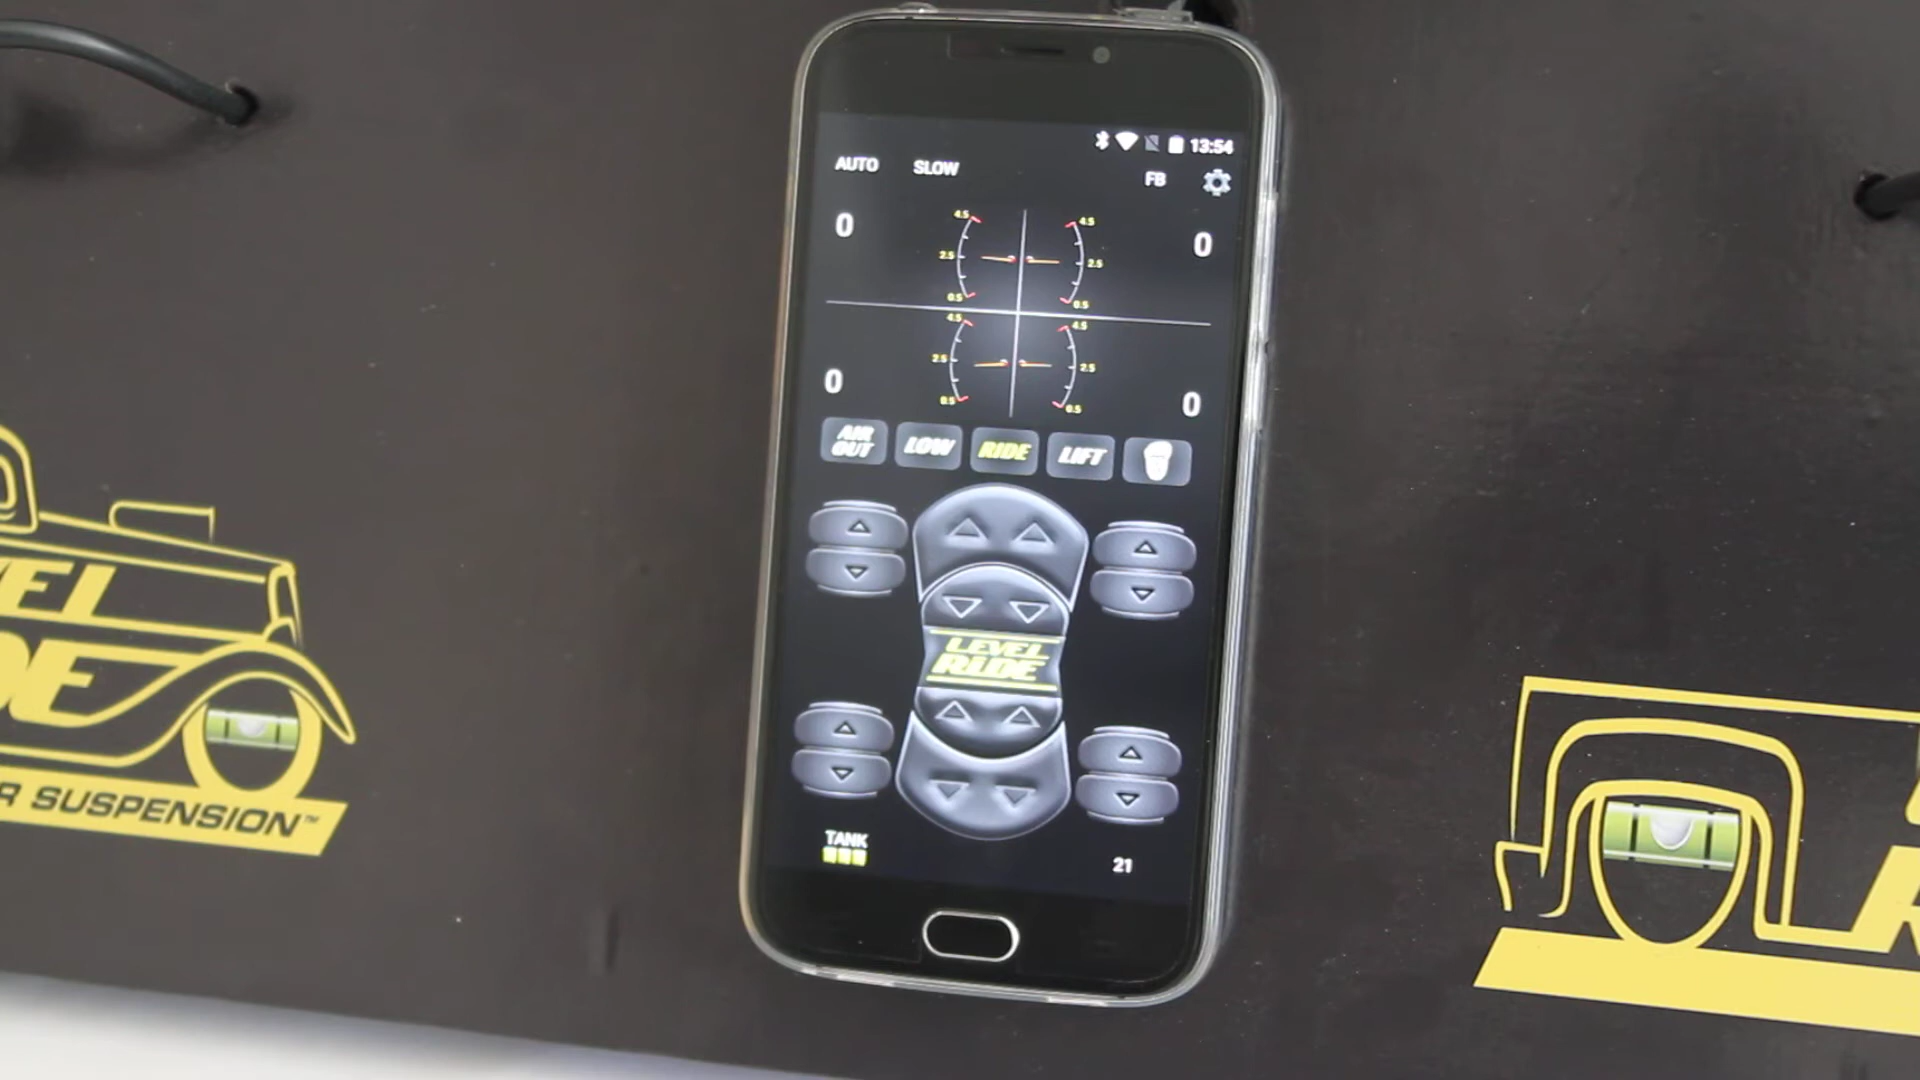 13:54
AUTO SLOW
FB
0 0
4.5 4.5
2.5 2.5
0.5 0.5
4.5 4.5
2.5 2.5
0.5 0.5
0 0
AIR OUT LOW RIDE LIFT
LEVEL
RIDE
TANK
21
SUSPENSION™